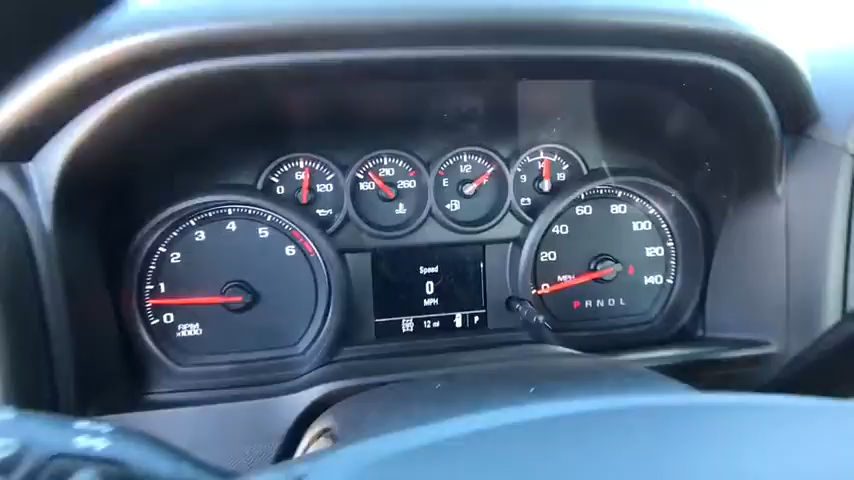 0 60 120
160 210 260
E 1/2
9 14 19
0 1 2 3 4 5 6
RPM
x1000
Speed
0
MPH
12 mi P
0 20 40 60 80 100 120 140
MPH
PRNDL